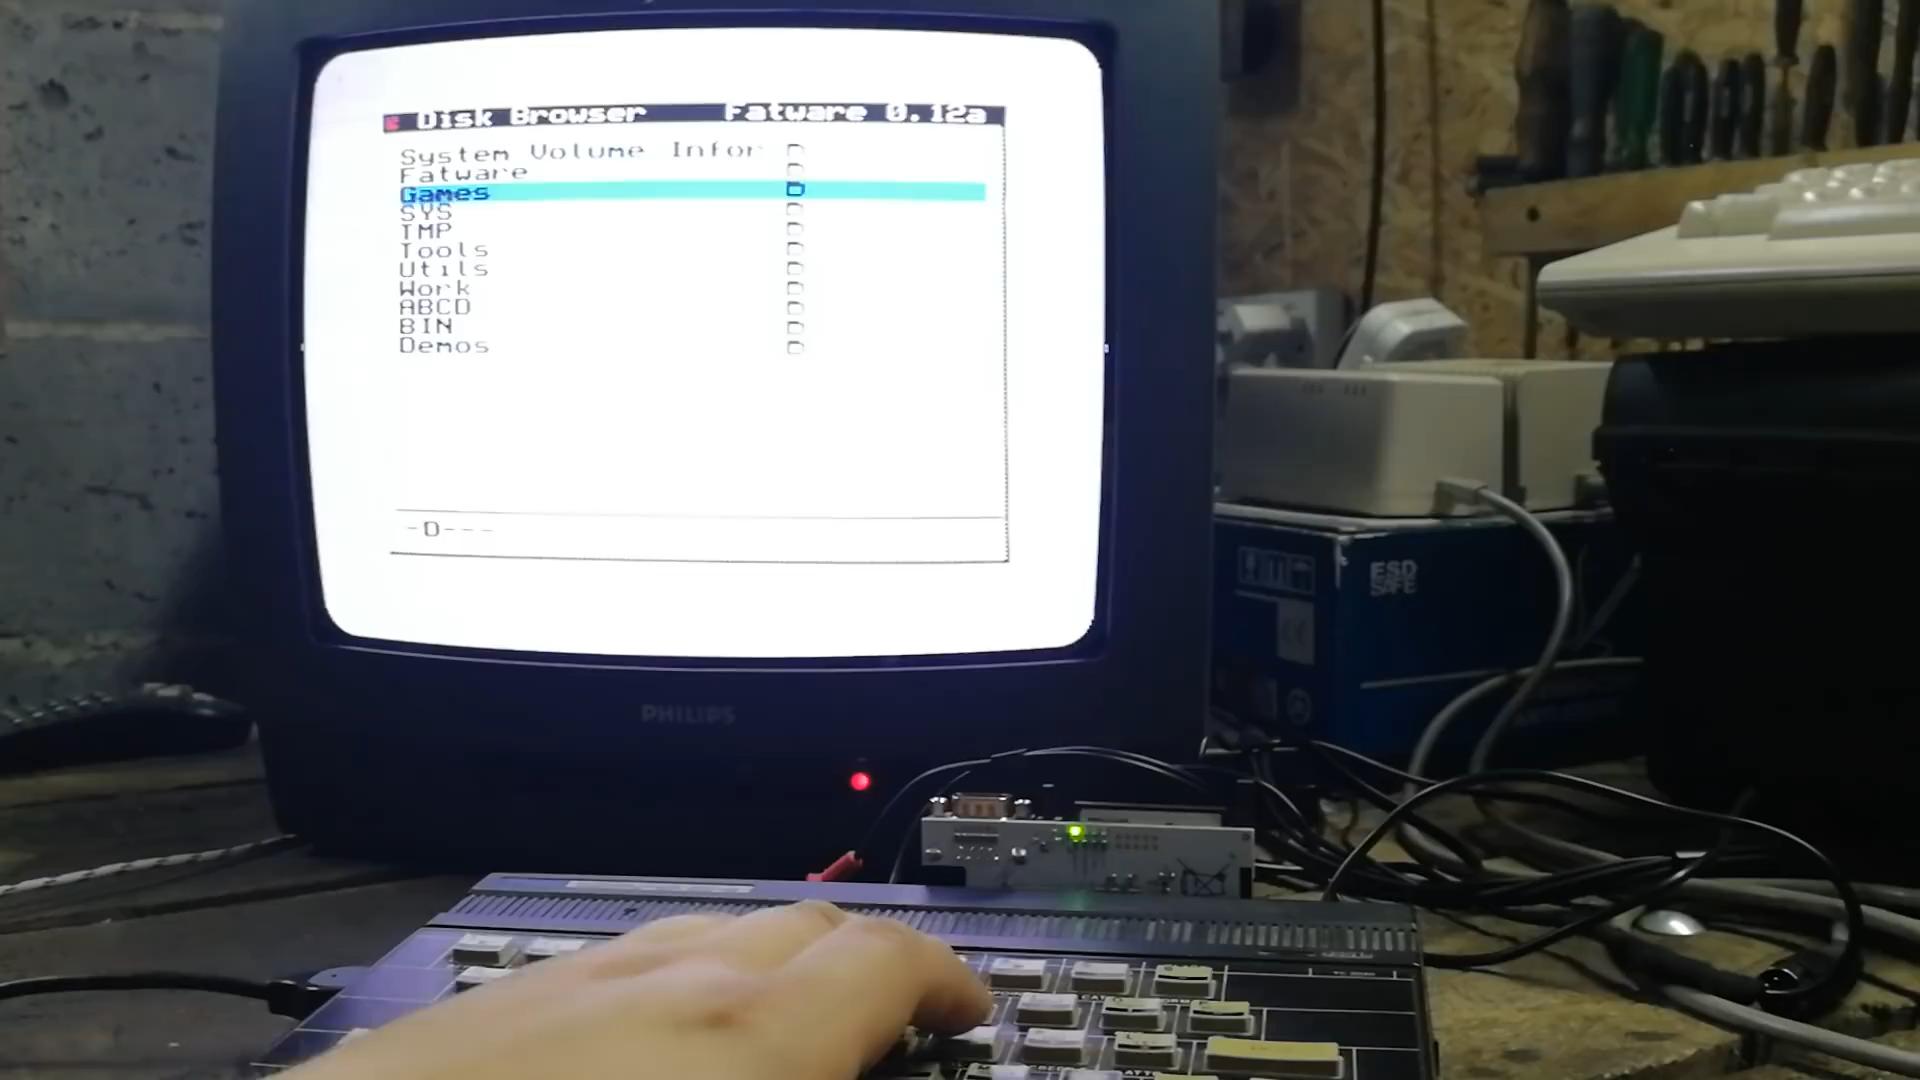 Disk Browser Fatware 0.12a
System Volume Infor D
Fatware D
Games D
SYS D
TMP D
Tools D
Utils D
Work D
ABCD D
BIN D
Demos D
-D---
PHILIPS
ESD
SAFE